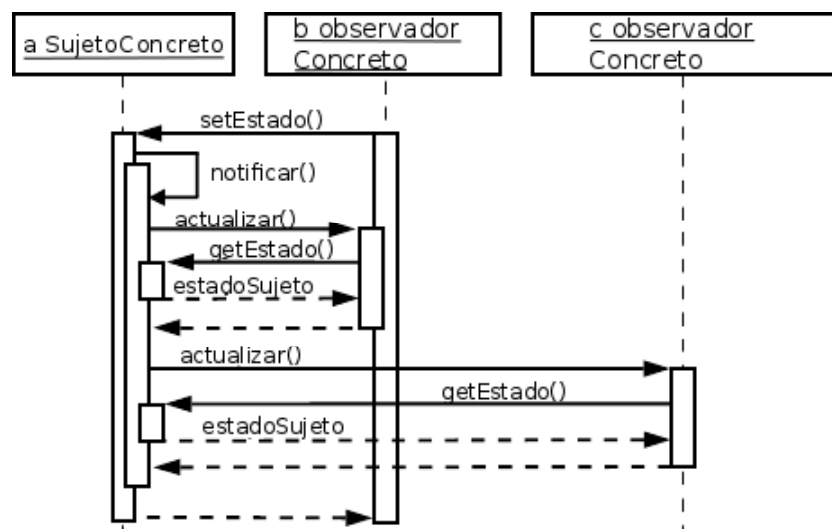 a SujetoConcreto
b observador
Concreto
c observador
Concreto
setEstado()
notificar()
actualizar()
getEstado()
estadoSujeto
actualizar()
getEstado()
estadoSujeto